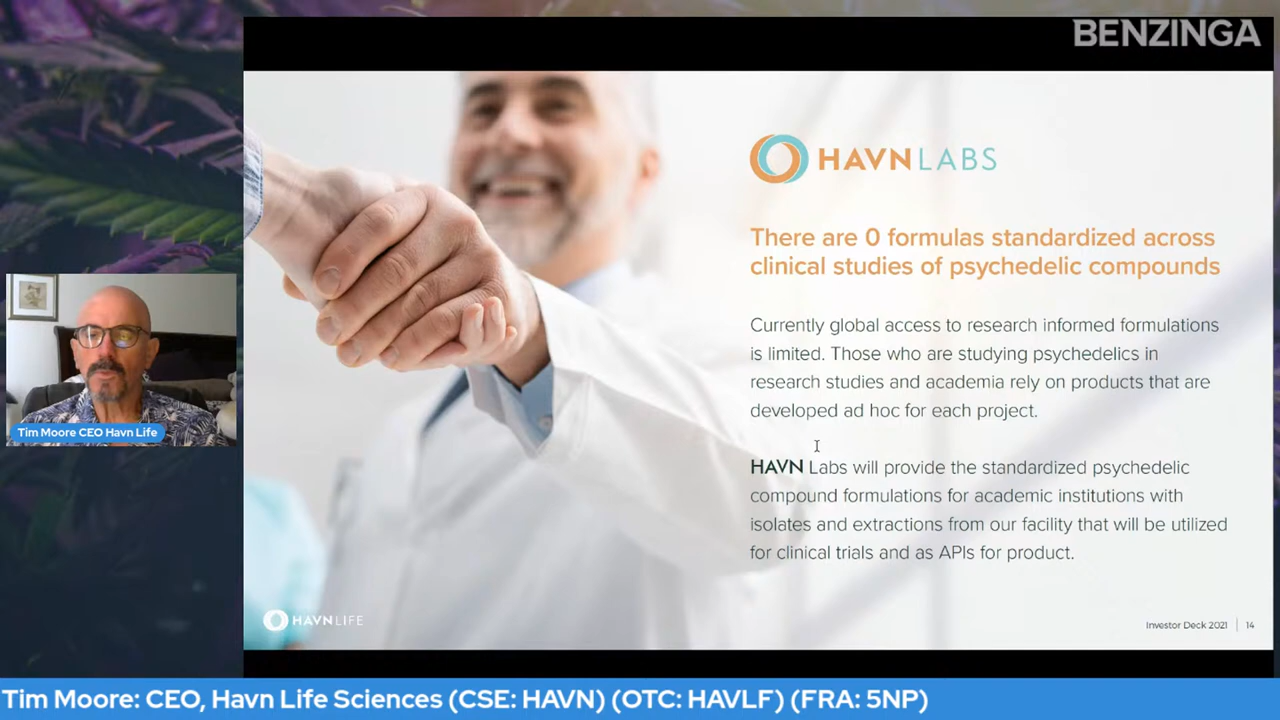 BENZINGA
HAVN LABS
There are 0 formulas standardized across
clinical studies of psychedelic compounds
Currently global access to research informed formulations
is limited. Those who are studying psychedelics in
research studies and academia rely on products that are
developed ad hoc for each project.
HAVN Labs will provide the standardized psychedelic
compound formulations for academic institutions with
isolates and extractions from our facility that will be utilized
for clinical trials and as APIs for product.
Tim Moore CEO Havn Life
HAVN LIFE
Investor Deck 2021 | 14
Tim Moore: CEO, Havn Life Sciences (CSE: HAVN) (OTC: HAVLF) (FRA: 5NP)